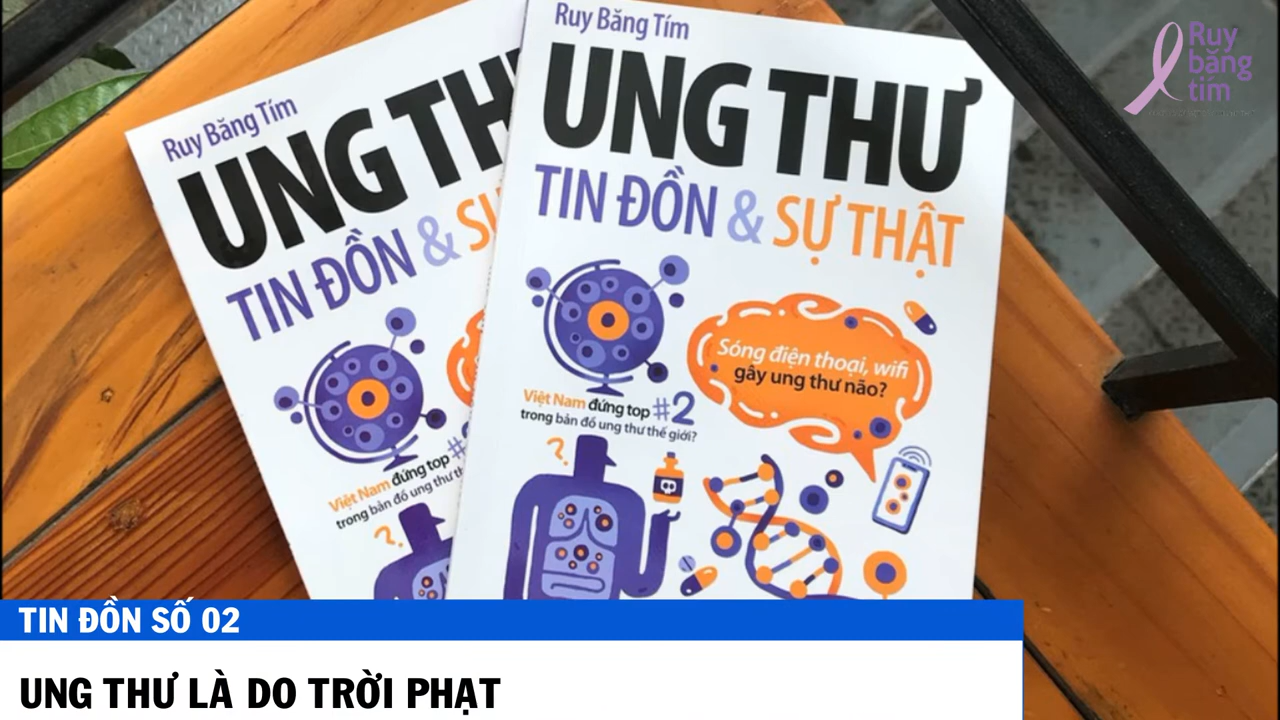 Ruy Băng Tím
UNG TH
TIN ĐỒN & SỰ
Việt Nam đứng top #
trong bản đồ ung thư th
?
Ruy Băng Tím
UNG THƯ
TIN ĐỒN & SỰ THẬT
Sóng điện thoại, wifi
gây ung thư não?
Việt Nam đứng top #2
trong bản đồ ung thư thế giới?
?
Ruy
băng
tím
TIN ĐỒN SỐ 02
UNG THƯ LÀ DO TRỜI PHẠT